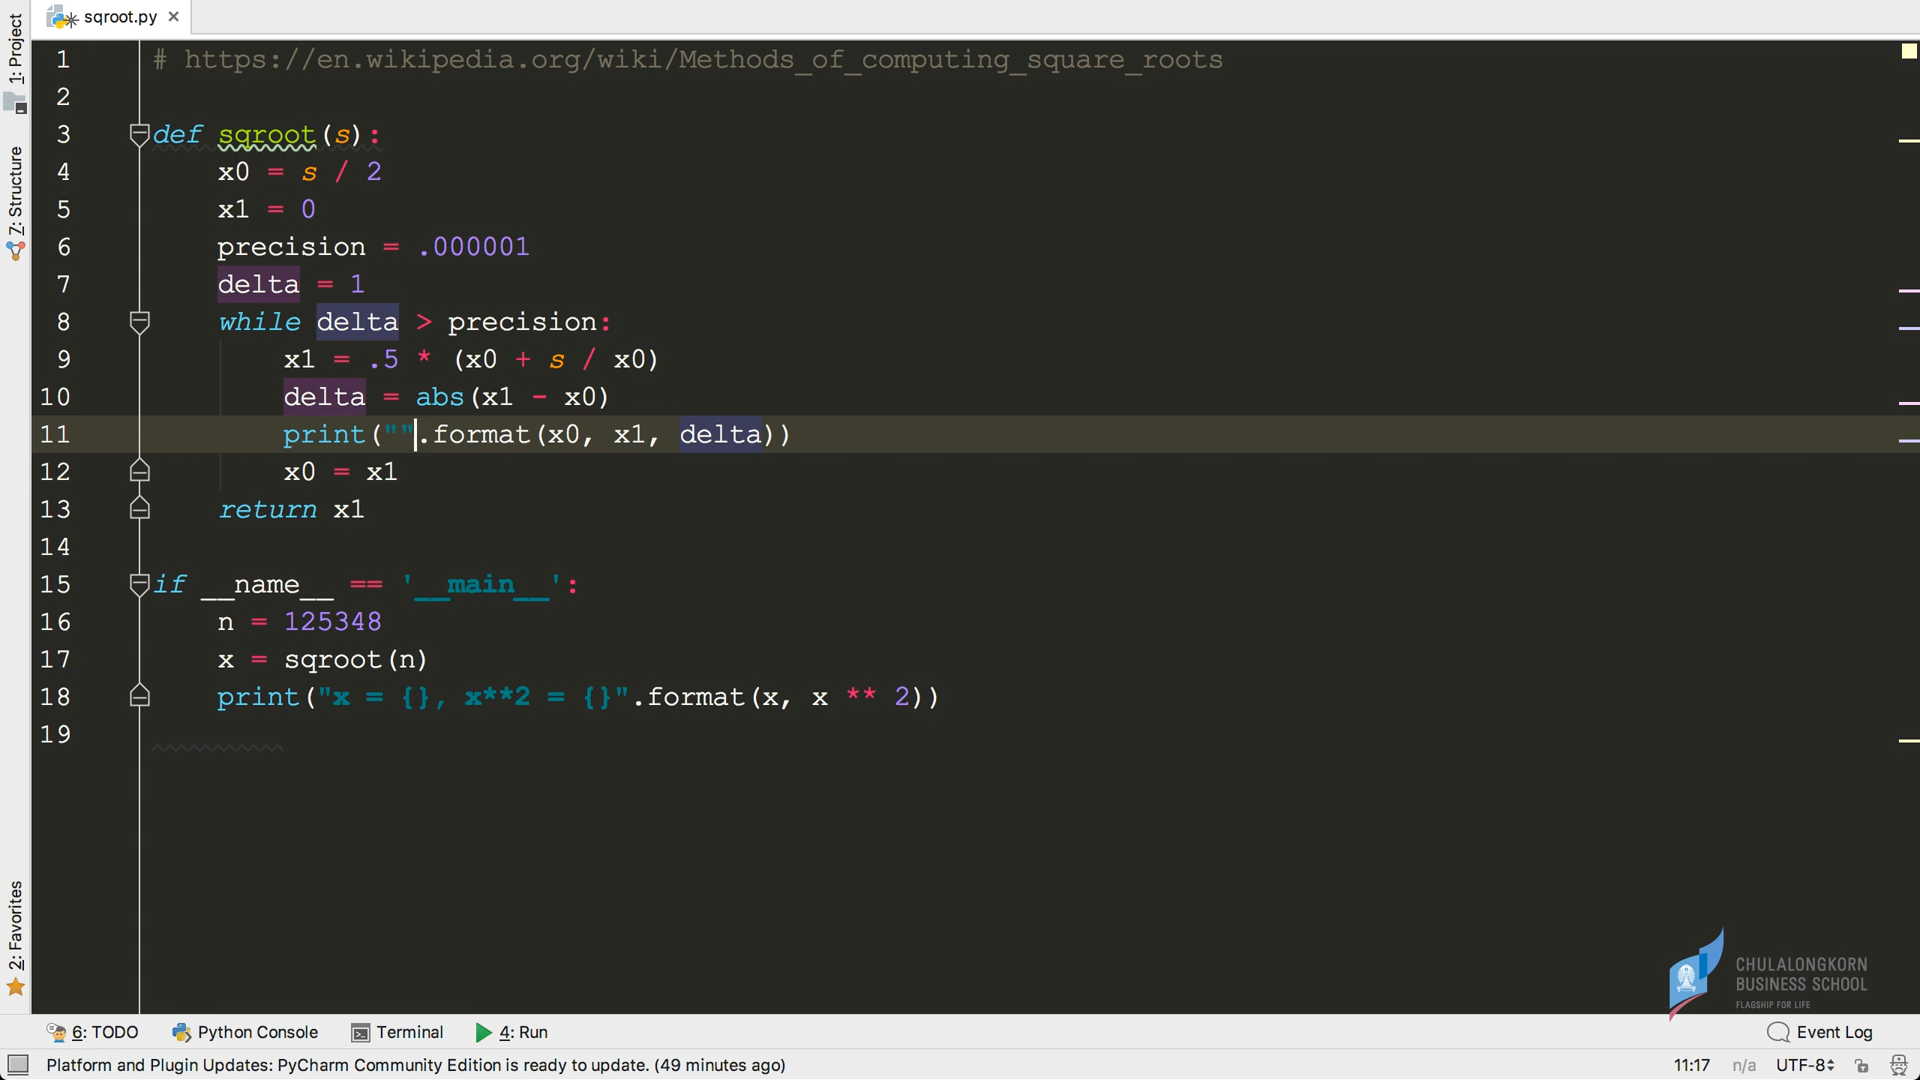 sqroot.py
1: Project
7: Structure
2: Favorites
1 # https://en.wikipedia.org/wiki/Methods_of_computing_square_roots
2
3 def sqroot(s):
4 x0 = s / 2
5 x1 = 0
6 precision = .000001
7 delta = 1
8 while delta > precision:
9 x1 = .5 * (x0 + s / x0)
10 delta = abs(x1 - x0)
11 print("".format(x0, x1, delta))
12 x0 = x1
13 return x1
14
15 if __name__ == '__main__':
16 n = 125348
17 x = sqroot(n)
18 print("x = {}, x**2 = {}".format(x, x ** 2))
19
CHULALONGKORN
BUSINESS SCHOOL
FLAGSHIP FOR LIFE
6: TODO Python Console Terminal 4: Run Event Log
Platform and Plugin Updates: PyCharm Community Edition is ready to update. (49 minutes ago) 11:17 n/a UTF-8